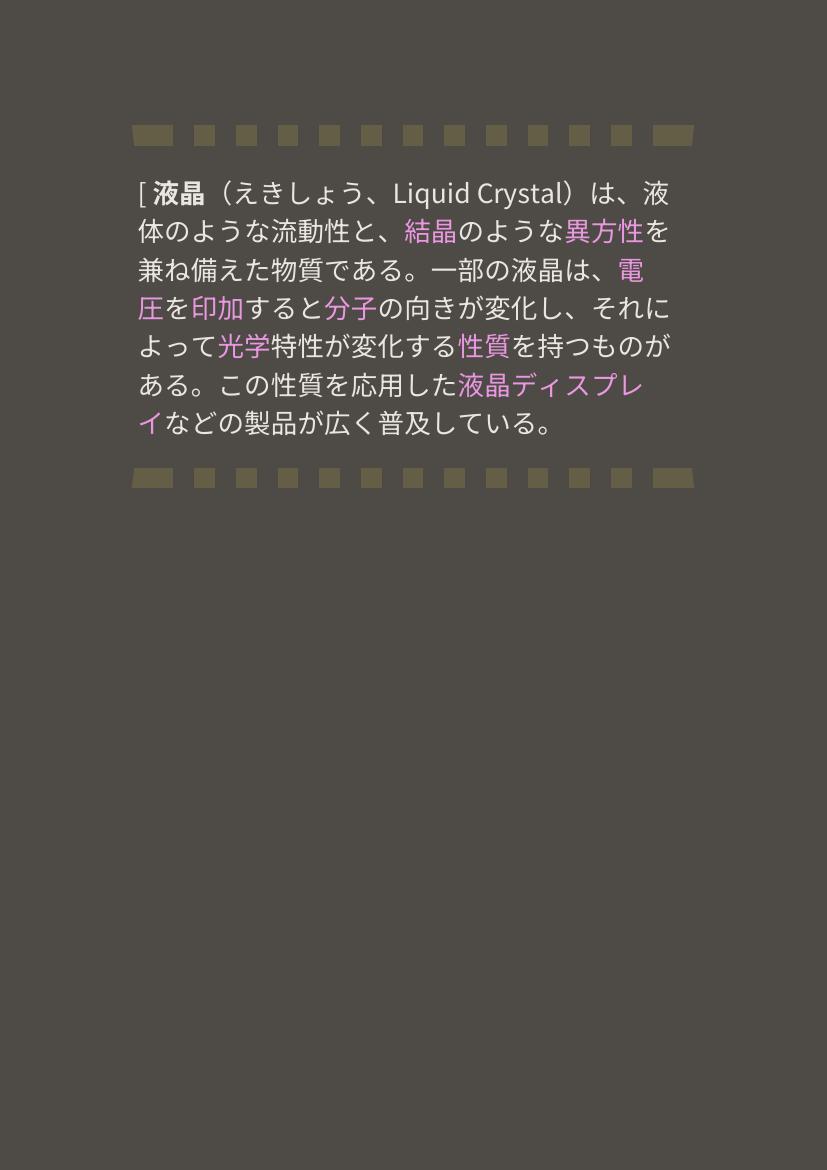 [ 液晶（えきしょう、Liquid Crystal）は、液
体のような流動性と、結晶のような異方性を
兼ね備えた物質である。一部の液晶は、電
圧を印加すると分子の向きが変化し、それに
よって光学特性が変化する性質を持つものが
ある。この性質を応用した液晶ディスプレ
イなどの製品が広く普及している。